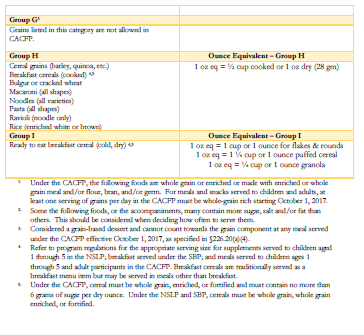 Group G³
Grains listed in this category are not allowed in
CACFP.
Group H
Ounce Equivalent – Group H
Cereal grains (barley, quinoa, etc.)
1 oz eq = ½ cup cooked or 1 oz dry (28 gm)
Breakfast cereals (cooked) ⁴,⁵
Bulgur or cracked wheat
Macaroni (all shapes)
Noodles (all varieties)
Pasta (all shapes)
Ravioli (noodle only)
Rice (enriched white or brown)
Group I
Ounce Equivalent – Group I
Ready to eat breakfast cereal (cold, dry) ⁴,⁵
1 oz eq = 1 cup or 1 ounce for flakes & rounds
1 oz eq = 1 ¼ cup or 1 ounce puffed cereal
1 oz eq = ¼ cup or 1 ounce granola
1. Under the CACFP, the following foods are whole grain or enriched or made with enriched or whole
grain meal and/or flour, bran, and/or germ. For meals and snacks served to children and adults, at
least one serving of grains per day in the CACFP must be whole-grain rich starting October 1, 2017.
2. Some the following foods, or the accompaniments, many contain more sugar, salt and/or fat than
others. This should be considered when deciding how often to serve them.
3. Considered a grain-based dessert and cannot count towards the grain component at any meal served
under the CACFP effective October 1, 2017, as specified in §226.20(a)(4).
4. Refer to program regulations for the appropriate serving size for supplements served to children aged
1 through 5 in the NSLP; breakfast served under the SBP; and meals served to children ages 1
through 5 and adult participants in the CACFP. Breakfast cereals are traditionally served as a
breakfast menu item but may be served in meals other than breakfast.
5. Under the CACFP, cereal must be whole grain, enriched, or fortified and must contain no more than
6 grams of sugar per dry ounce. Under the NSLP and SBP, cereals must be whole grain, whole grain
enriched, or fortified.